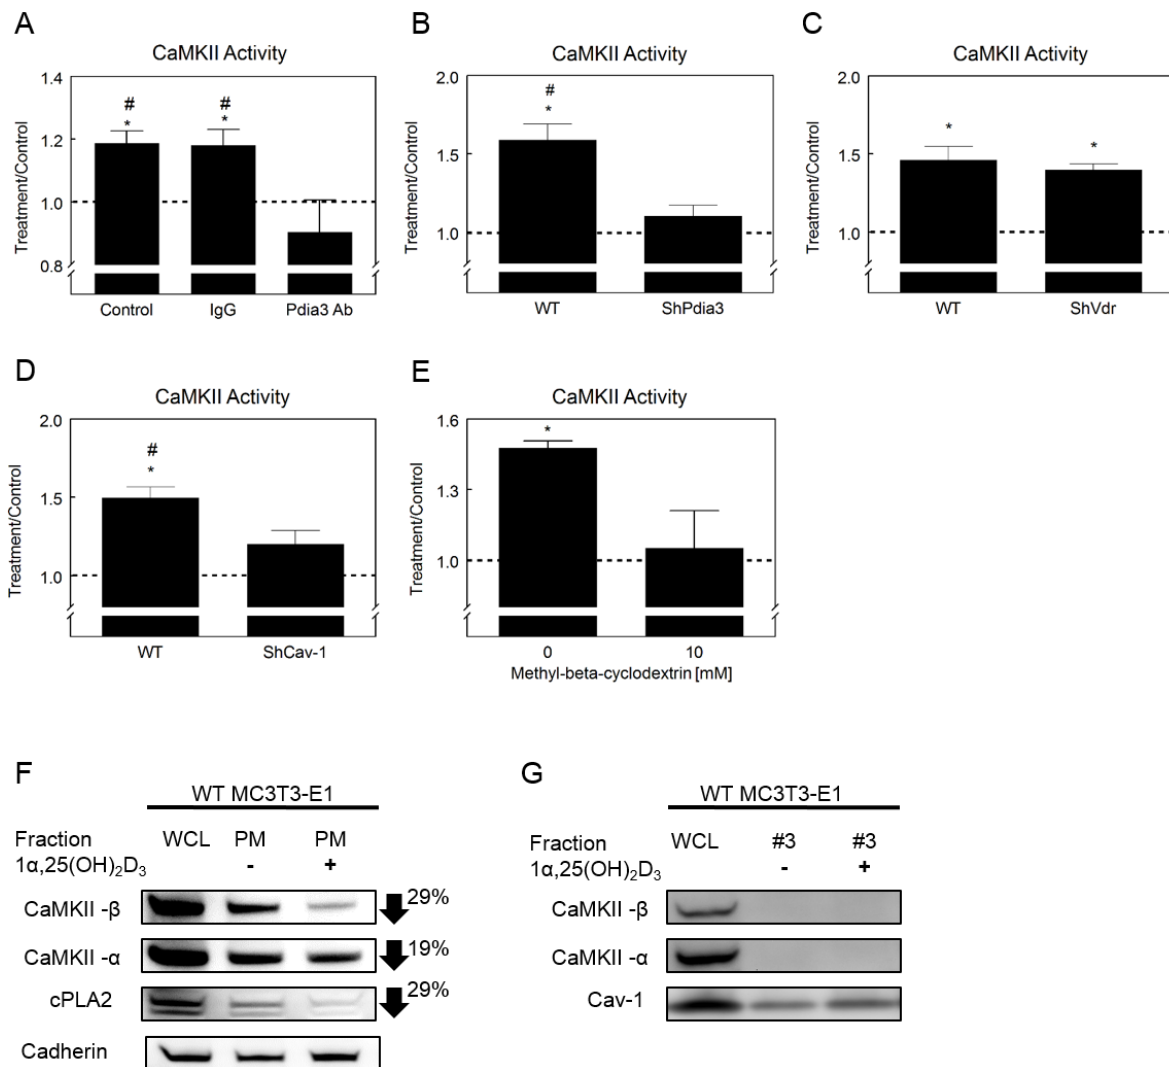 A
CaMKII Activity
Treatment/Control
1.4
1.2
1.0
0.8
#
*
#
*
Control IgG Pdia3 Ab
B
CaMKII Activity
Treatment/Control
2.0
1.5
1.0
#
*
WT ShPdia3
C
CaMKII Activity
Treatment/Control
2.0
1.5
1.0
*
*
WT ShVdr
D
CaMKII Activity
Treatment/Control
2.0
1.5
1.0
#
*
WT ShCav-1
E
CaMKII Activity
Treatment/Control
1.6
1.3
1.0
*
0 10
Methyl-beta-cyclodextrin [mM]
F
WT MC3T3-E1
Fraction WCL PM PM
1α,25(OH)₂D₃ - +
CaMKII -β 29%
CaMKII -α 19%
cPLA2 29%
Cadherin
G
WT MC3T3-E1
Fraction WCL #3 #3
1α,25(OH)₂D₃ - +
CaMKII -β
CaMKII -α
Cav-1